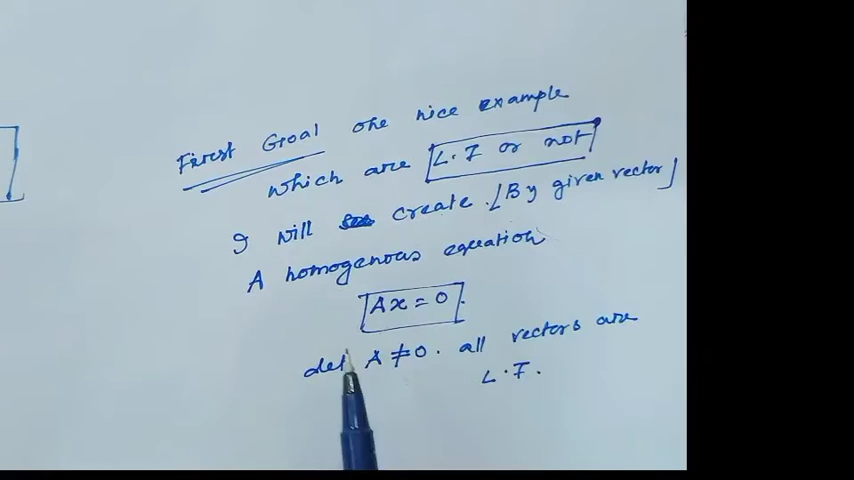 First Goal one nice example
which are L.I or not
I will create. [By given vector]
A homogenous equation
Ax = 0.
det A ≠ 0. all vectors are
L.I.